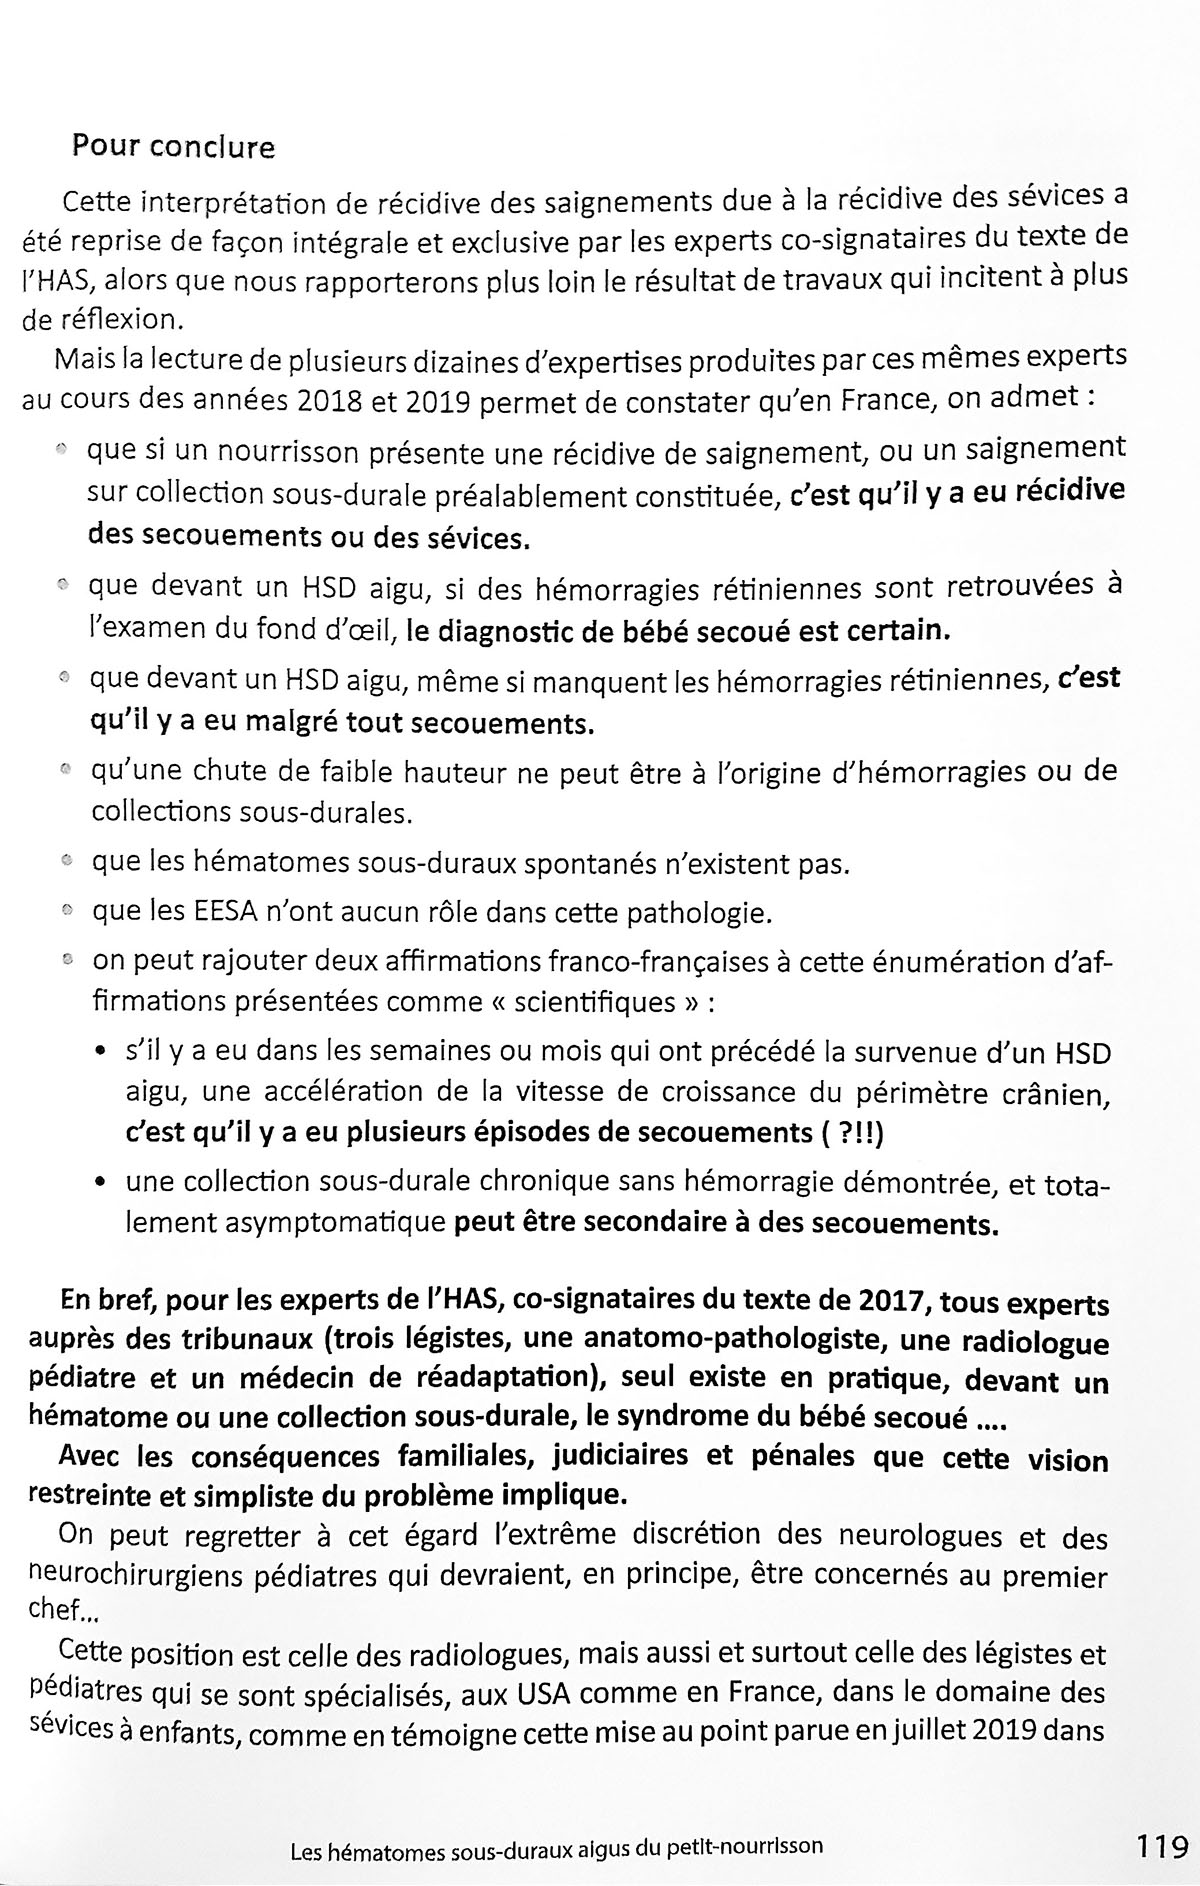 Pour conclure
Cette interprétation de récidive des saignements due à la récidive des sévices a
été reprise de façon intégrale et exclusive par les experts co-signataires du texte de
l'HAS, alors que nous rapporterons plus loin le résultat de travaux qui incitent à plus
de réflexion.
Mais la lecture de plusieurs dizaines d'expertises produites par ces mêmes experts
au cours des années 2018 et 2019 permet de constater qu'en France, on admet :
• que si un nourrisson présente une récidive de saignement, ou un saignement
sur collection sous-durale préalablement constituée, c'est qu'il y a eu récidive
des secouements ou des sévices.
• que devant un HSD aigu, si des hémorragies rétiniennes sont retrouvées à
l'examen du fond d'œil, le diagnostic de bébé secoué est certain.
• que devant un HSD aigu, même si manquent les hémorragies rétiniennes, c'est
qu'il y a eu malgré tout secouements.
• qu'une chute de faible hauteur ne peut être à l'origine d'hémorragies ou de
collections sous-durales.
• que les hématomes sous-duraux spontanés n'existent pas.
• que les EESA n'ont aucun rôle dans cette pathologie.
• on peut rajouter deux affirmations franco-françaises à cette énumération d'af-
firmations présentées comme « scientifiques » :
• s'il y a eu dans les semaines ou mois qui ont précédé la survenue d'un HSD
aigu, une accélération de la vitesse de croissance du périmètre crânien,
c'est qu'il y a eu plusieurs épisodes de secouements ( ?!!)
• une collection sous-durale chronique sans hémorragie démontrée, et tota-
lement asymptomatique peut être secondaire à des secouements.
En bref, pour les experts de l'HAS, co-signataires du texte de 2017, tous experts
auprès des tribunaux (trois légistes, une anatomo-pathologiste, une radiologue
pédiatre et un médecin de réadaptation), seul existe en pratique, devant un
hématome ou une collection sous-durale, le syndrome du bébé secoué ....
Avec les conséquences familiales, judiciaires et pénales que cette vision
restreinte et simpliste du problème implique.
On peut regretter à cet égard l'extrême discrétion des neurologues et des
neurochirurgiens pédiatres qui devraient, en principe, être concernés au premier
chef...
Cette position est celle des radiologues, mais aussi et surtout celle des légistes et
pédiatres qui se sont spécialisés, aux USA comme en France, dans le domaine des
sévices à enfants, comme en témoigne cette mise au point parue en juillet 2019 dans
Les hématomes sous-duraux aigus du petit-nourrisson
119